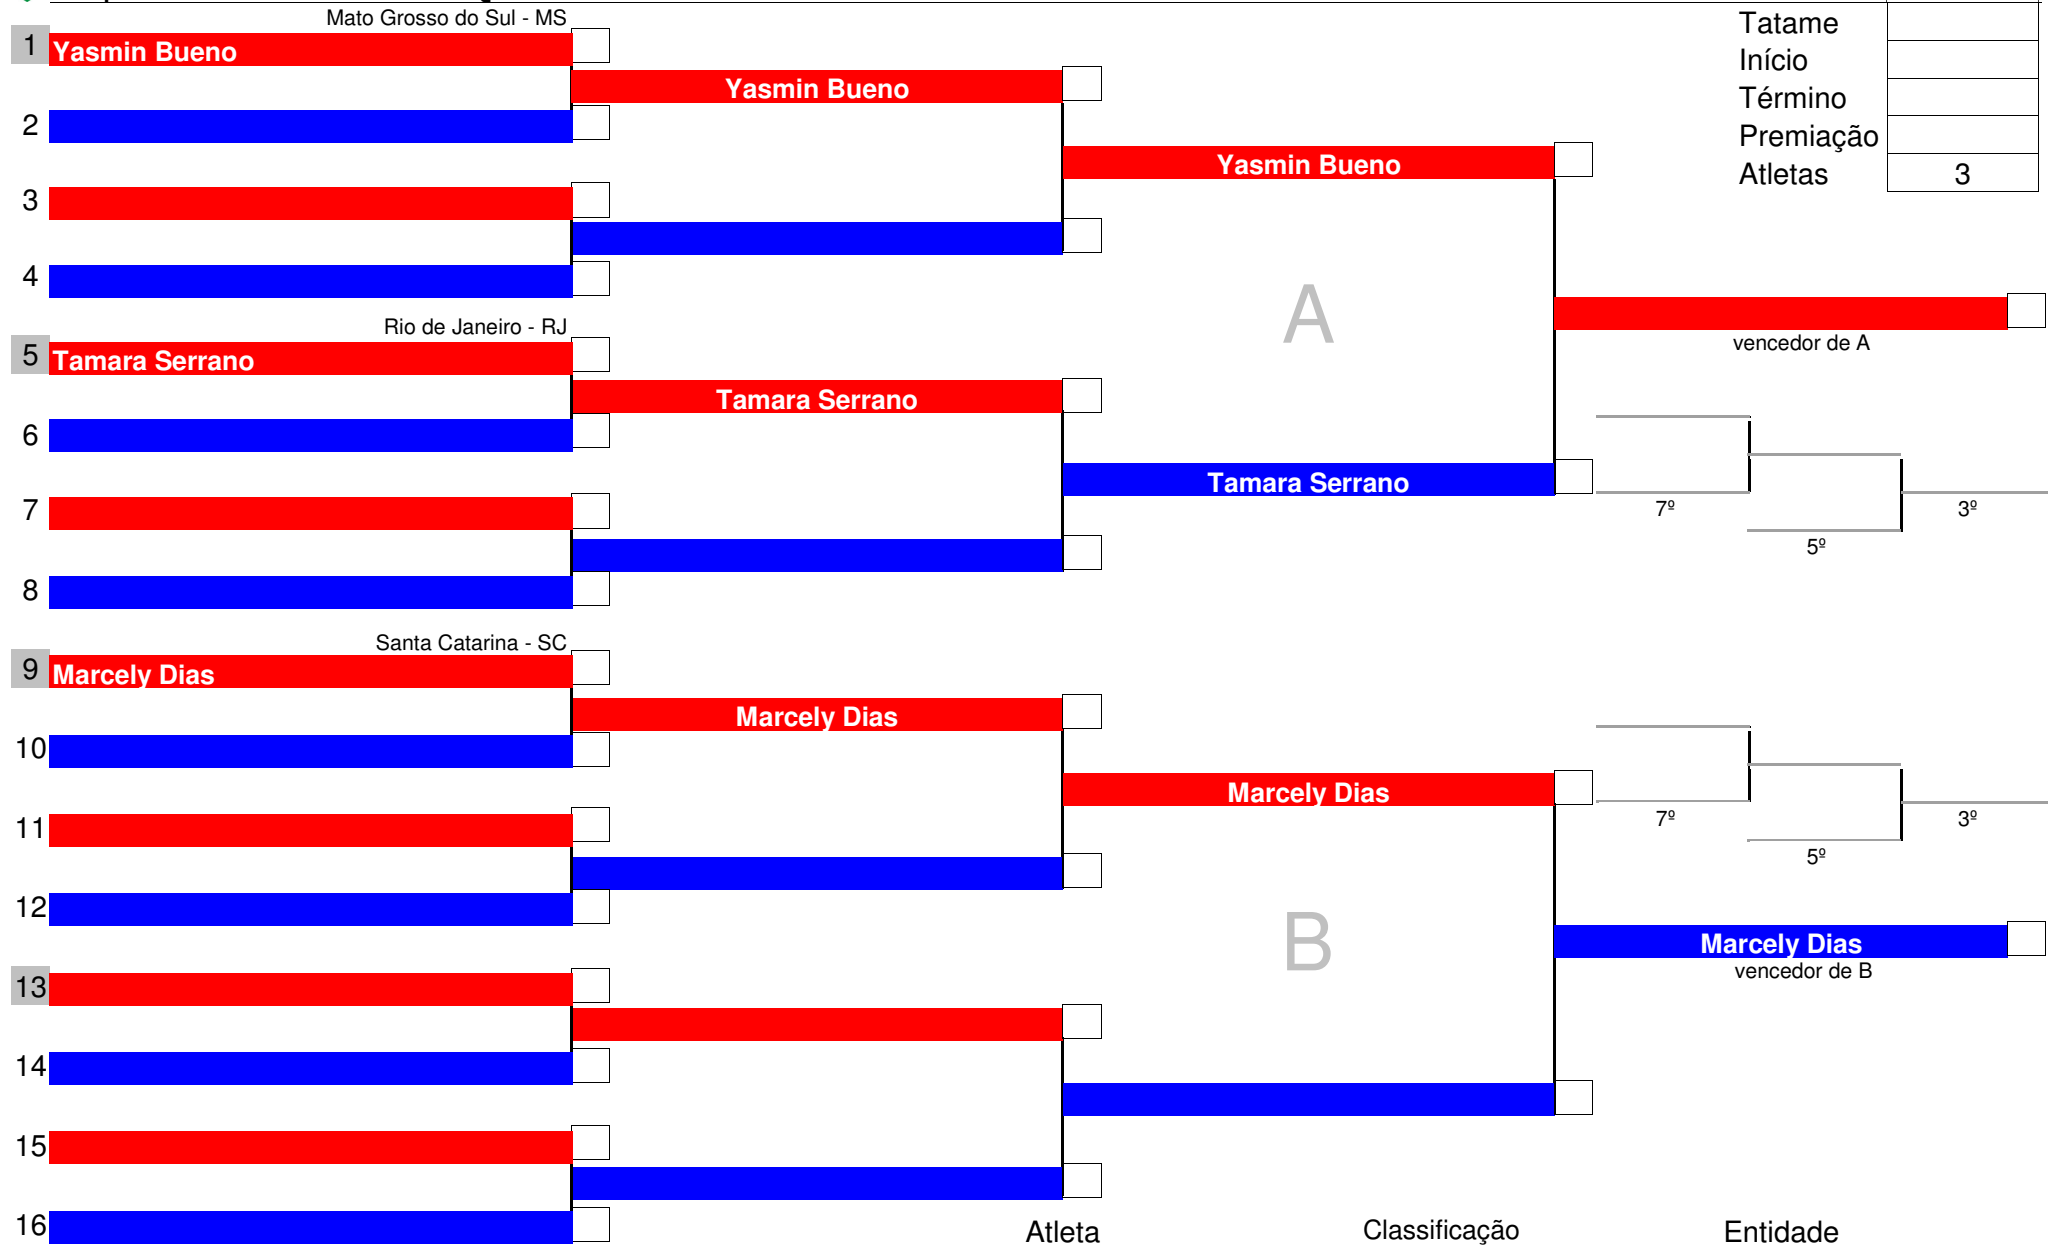 Mato Grosso do Sul - MS
1 Yasmin Bueno
Yasmin Bueno
2
Yasmin Bueno
3
4
Tatame
Início
Término
Premiação
Atletas 3
A
vencedor de A
Rio de Janeiro - RJ
5 Tamara Serrano
Tamara Serrano
6
Tamara Serrano
7
8
7º
5º
3º
Santa Catarina - SC
9 Marcely Dias
Marcely Dias
10
Marcely Dias
11
12
7º
5º
3º
B
Marcely Dias
vencedor de B
13
14
15
16
Atleta Classificação Entidade